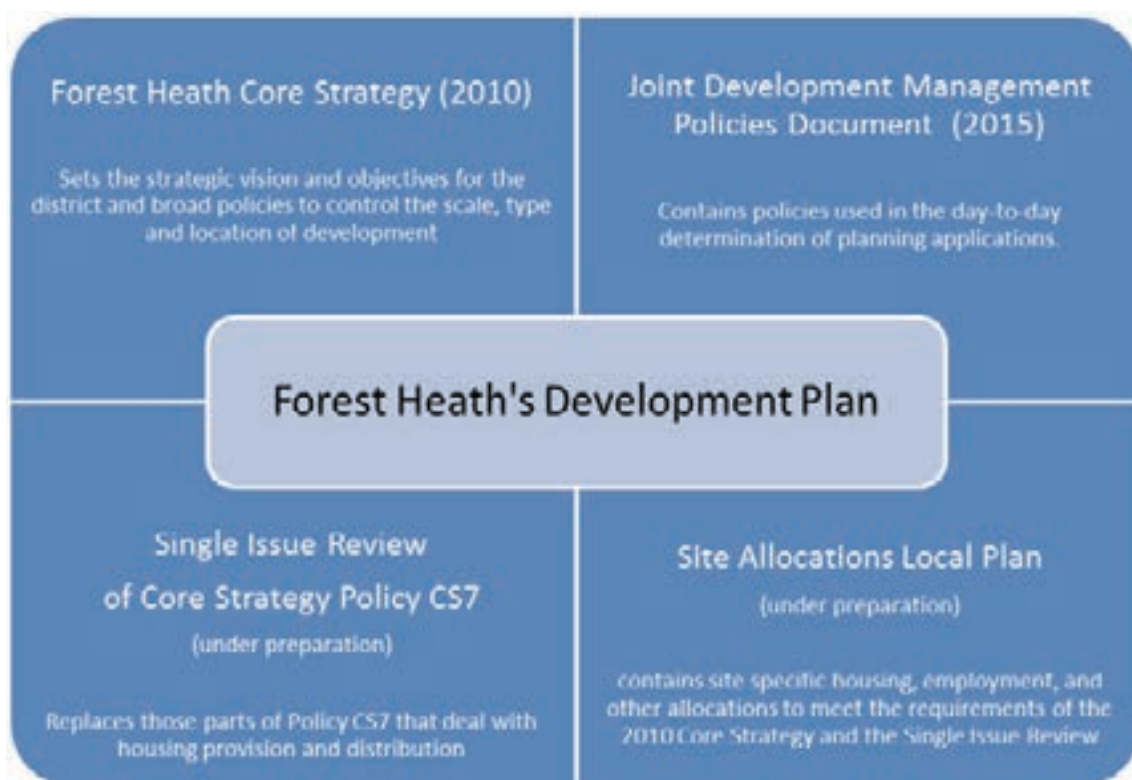 Forest Heath Core Strategy (2010)
Sets the strategic vision and objectives for the
district and broad policies to control the scale, type
and location of development
Joint Development Management
Policies Document (2015)
Contains policies used in the day-to-day
determination of planning applications.
Forest Heath's Development Plan
Single Issue Review
of Core Strategy Policy CS7
(under preparation)
Replaces those parts of Policy CS7 that deal with
housing provision and distribution
Site Allocations Local Plan
(under preparation)
contains site specific housing, employment, and
other allocations to meet the requirements of the
2010 Core Strategy and the Single Issue Review